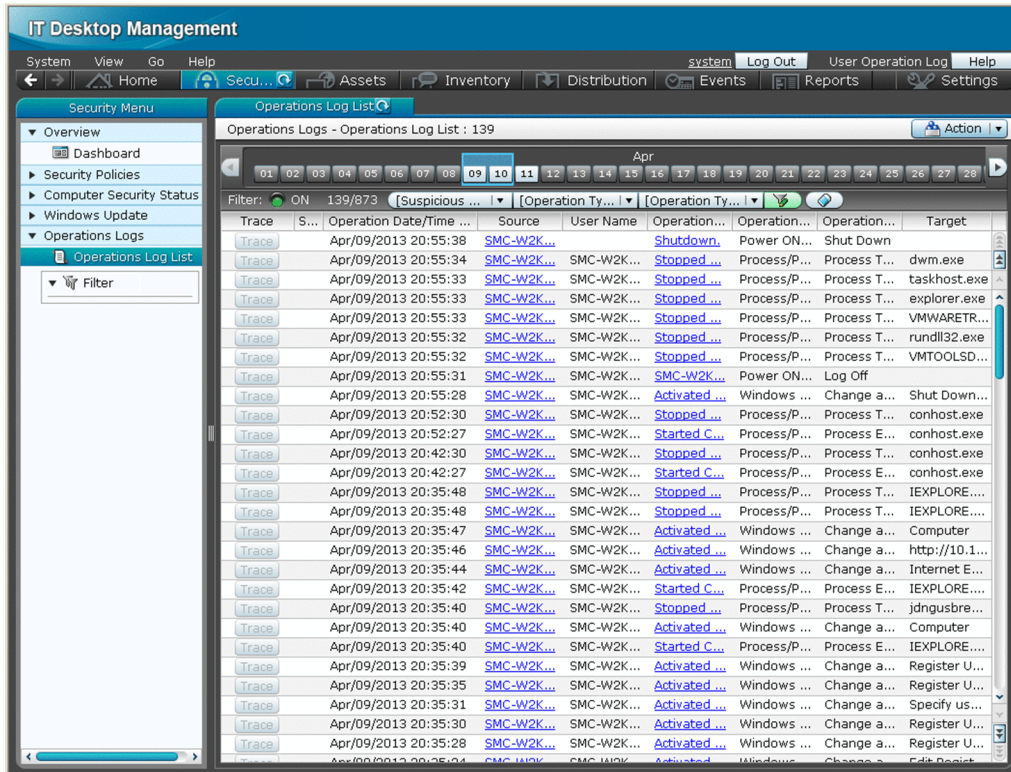 IT Desktop Management
System View Go Help system Log Out User Operation Log Help
Home Secu... Assets Inventory Distribution Events Reports Settings
Security Menu
Overview
Dashboard
Security Policies
Computer Security Status
Windows Update
Operations Logs
Operations Log List
Filter
Operations Log List
Operations Logs - Operations Log List : 139 Action
Apr
01 02 03 04 05 06 07 08 09 10 11 12 13 14 15 16 17 18 19 20 21 22 23 24 25 26 27 28
Filter: ON 139/873 [Suspicious ... [Operation Ty... [Operation Ty...
Trace S... Operation Date/Time ... Source User Name Operation... Operation... Operation... Target
Trace Apr/09/2013 20:55:38 SMC-W2K... Shutdown. Power ON... Shut Down
Trace Apr/09/2013 20:55:34 SMC-W2K... SMC-W2K... Stopped ... Process/P... Process T... dwm.exe
Trace Apr/09/2013 20:55:33 SMC-W2K... SMC-W2K... Stopped ... Process/P... Process T... taskhost.exe
Trace Apr/09/2013 20:55:33 SMC-W2K... SMC-W2K... Stopped ... Process/P... Process T... explorer.exe
Trace Apr/09/2013 20:55:33 SMC-W2K... SMC-W2K... Stopped ... Process/P... Process T... VMWARETR...
Trace Apr/09/2013 20:55:32 SMC-W2K... SMC-W2K... Stopped ... Process/P... Process T... rundll32.exe
Trace Apr/09/2013 20:55:32 SMC-W2K... SMC-W2K... Stopped ... Process/P... Process T... VMTOOLSD...
Trace Apr/09/2013 20:55:31 SMC-W2K... SMC-W2K... SMC-W2K... Power ON... Log Off
Trace Apr/09/2013 20:55:28 SMC-W2K... SMC-W2K... Activated ... Windows ... Change a... Shut Down...
Trace Apr/09/2013 20:52:30 SMC-W2K... SMC-W2K... Stopped ... Process/P... Process T... conhost.exe
Trace Apr/09/2013 20:52:27 SMC-W2K... SMC-W2K... Started C... Process/P... Process E... conhost.exe
Trace Apr/09/2013 20:42:30 SMC-W2K... SMC-W2K... Stopped ... Process/P... Process T... conhost.exe
Trace Apr/09/2013 20:42:27 SMC-W2K... SMC-W2K... Started C... Process/P... Process E... conhost.exe
Trace Apr/09/2013 20:35:48 SMC-W2K... SMC-W2K... Stopped ... Process/P... Process T... IEXPLORE....
Trace Apr/09/2013 20:35:48 SMC-W2K... SMC-W2K... Stopped ... Process/P... Process T... IEXPLORE....
Trace Apr/09/2013 20:35:47 SMC-W2K... SMC-W2K... Activated ... Windows ... Change a... Computer
Trace Apr/09/2013 20:35:46 SMC-W2K... SMC-W2K... Activated ... Windows ... Change a... http://10.1...
Trace Apr/09/2013 20:35:44 SMC-W2K... SMC-W2K... Activated ... Windows ... Change a... Internet E...
Trace Apr/09/2013 20:35:42 SMC-W2K... SMC-W2K... Started C... Process/P... Process E... IEXPLORE....
Trace Apr/09/2013 20:35:40 SMC-W2K... SMC-W2K... Stopped ... Process/P... Process T... jdngusbre...
Trace Apr/09/2013 20:35:40 SMC-W2K... SMC-W2K... Activated ... Windows ... Change a... Computer
Trace Apr/09/2013 20:35:40 SMC-W2K... SMC-W2K... Started C... Process/P... Process E... IEXPLORE....
Trace Apr/09/2013 20:35:39 SMC-W2K... SMC-W2K... Activated ... Windows ... Change a... Register U...
Trace Apr/09/2013 20:35:35 SMC-W2K... SMC-W2K... Activated ... Windows ... Change a... Register U...
Trace Apr/09/2013 20:35:31 SMC-W2K... SMC-W2K... Activated ... Windows ... Change a... Specify us...
Trace Apr/09/2013 20:35:30 SMC-W2K... SMC-W2K... Activated ... Windows ... Change a... Register U...
Trace Apr/09/2013 20:35:28 SMC-W2K... SMC-W2K... Activated ... Windows ... Change a... Register U...